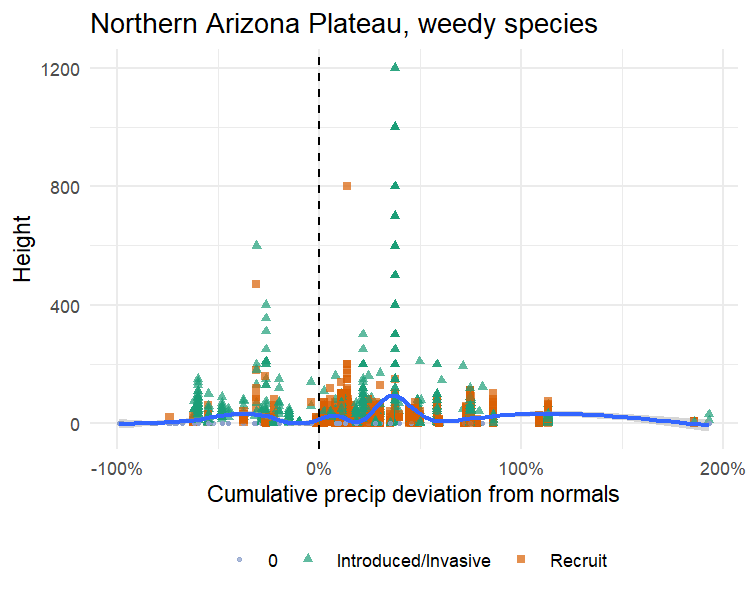 Northern Arizona Plateau, weedy species
1200
800
400
0
Height
-100% 0% 100% 200%
Cumulative precip deviation from normals
0 Introduced/Invasive Recruit